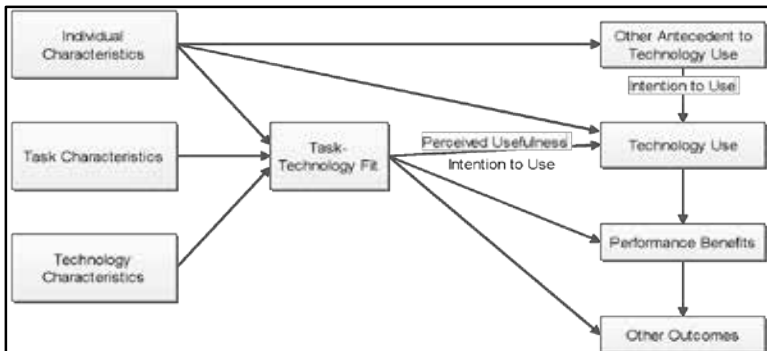 Individual
Characteristics
Other Antecedent to
Technology Use
Intention to Use
Task Characteristics
Task-
Technology Fit
Perceived Usefulness
Intention to Use
Technology Use
Technology
Characteristics
Performance Benefits
Other Outcomes